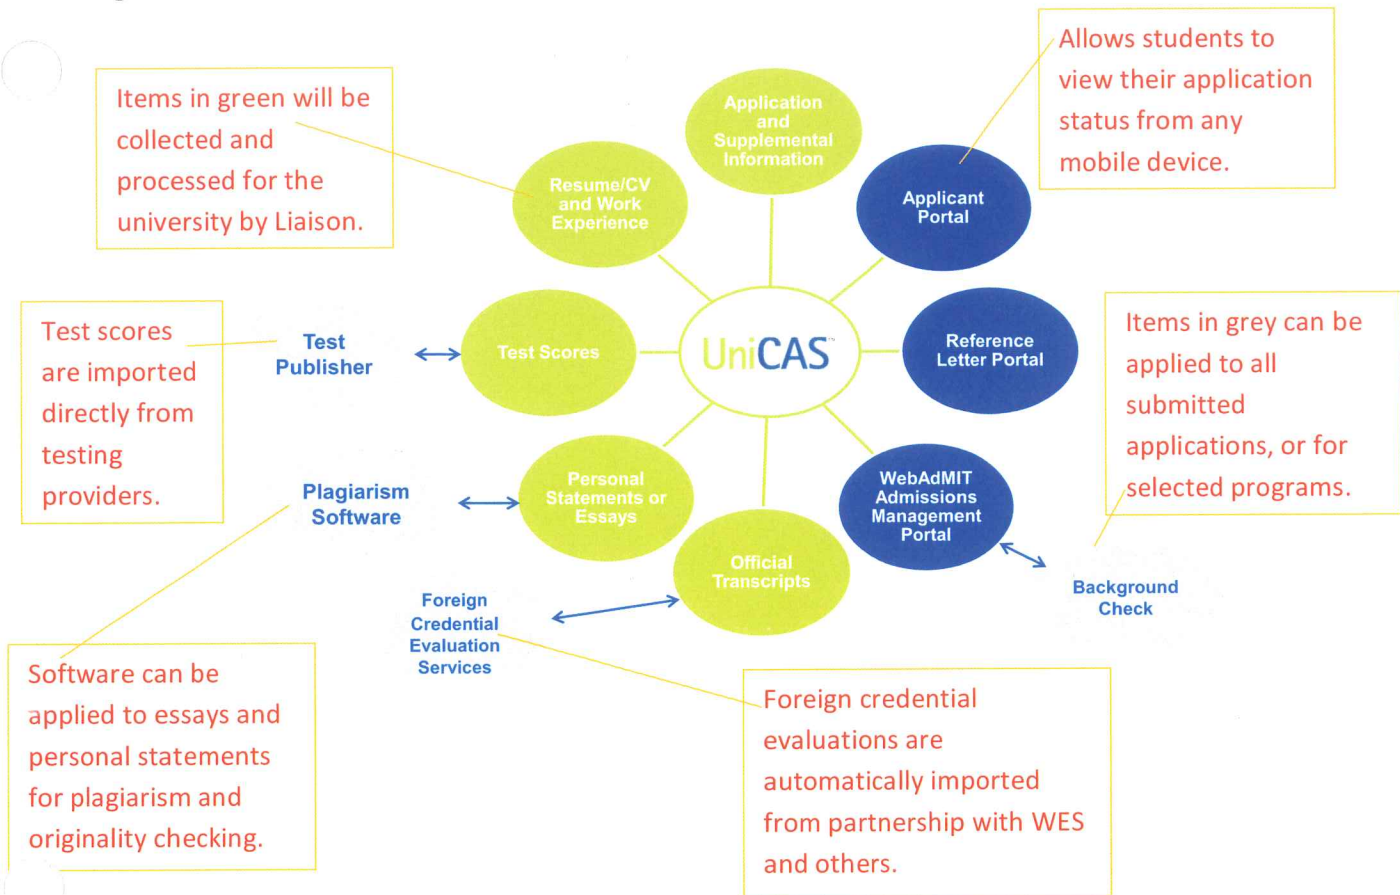 Items in green will be
collected and
processed for the
university by Liaison.
Application
and
Supplemental
Information
Allows students to
view their application
status from any
mobile device.
Resume/CV
and Work
Experience
Applicant
Portal
Test scores
are imported
directly from
testing
providers.
Test
Publisher
Test Scores
UniCAS™
Reference
Letter Portal
Items in grey can be
applied to all
submitted
applications, or for
selected programs.
Plagiarism
Software
Personal
Statements or
Essays
WebAdMIT
Admissions
Management
Portal
Official
Transcripts
Background
Check
Foreign
Credential
Evaluation
Services
Software can be
applied to essays and
personal statements
for plagiarism and
originality checking.
Foreign credential
evaluations are
automatically imported
from partnership with WES
and others.